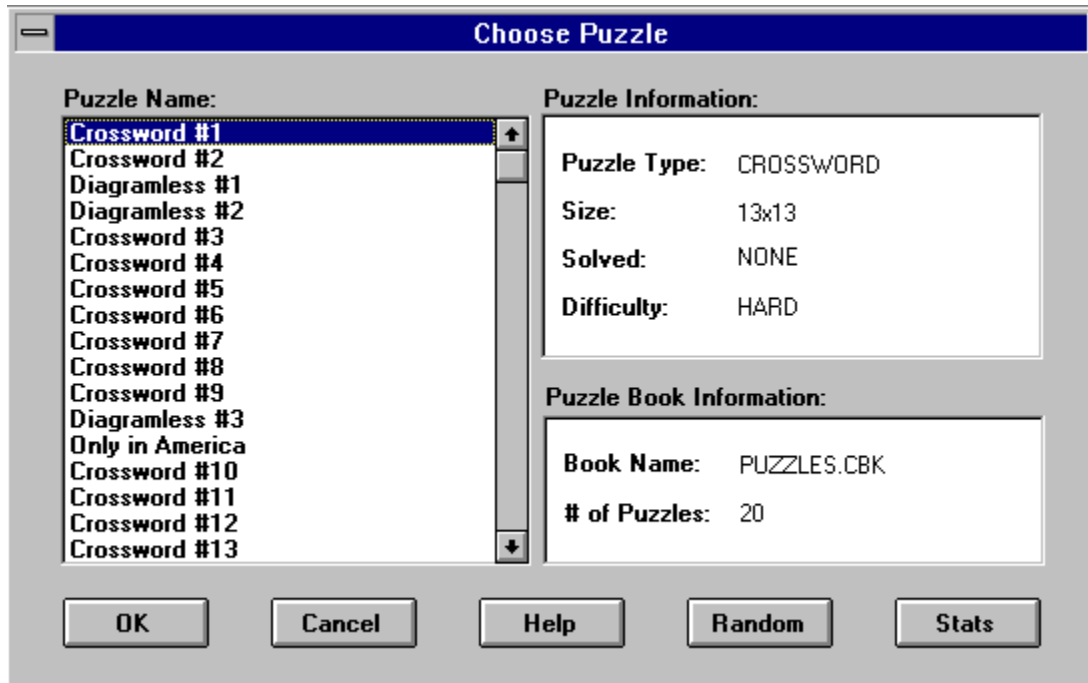 Choose Puzzle
Puzzle Name:
Crossword #1
Crossword #2
Diagramless #1
Diagramless #2
Crossword #3
Crossword #4
Crossword #5
Crossword #6
Crossword #7
Crossword #8
Crossword #9
Diagramless #3
Only in America
Crossword #10
Crossword #11
Crossword #12
Crossword #13
Puzzle Information:
Puzzle Type: CROSSWORD
Size: 13x13
Solved: NONE
Difficulty: HARD
Puzzle Book Information:
Book Name: PUZZLES.CBK
# of Puzzles: 20
OK Cancel Help Random Stats